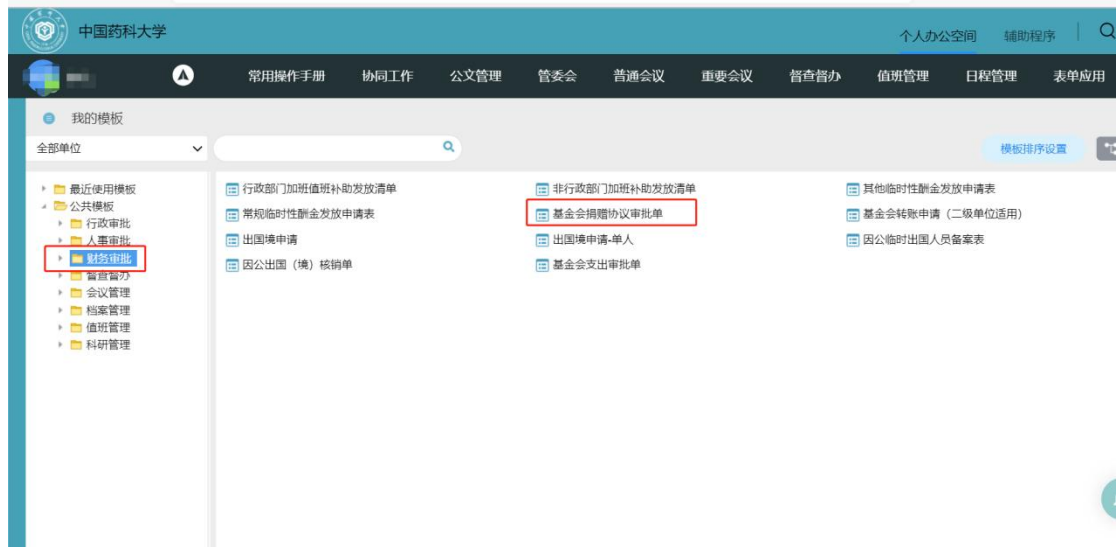 中国药科大学
个人办公空间 辅助程序
常用操作手册 协同工作 公文管理 管委会 普通会议 重要会议 督查督办 值班管理 日程管理 表单应用
我的模板
全部单位
模板排序设置
最近使用模板
公共模板
行政审批
人事审批
财务审批
督查督办
会议管理
档案管理
值班管理
科研管理
行政部门加班值班补助发放清单 非行政部门加班补助发放清单 其他临时性酬金发放申请表
常规临时性酬金发放申请表 基金会捐赠协议审批单 基金会转账申请（二级单位适用）
出国境申请 出国境申请-单人 因公临时出国人员备案表
因公出国（境）核销单 基金会支出审批单